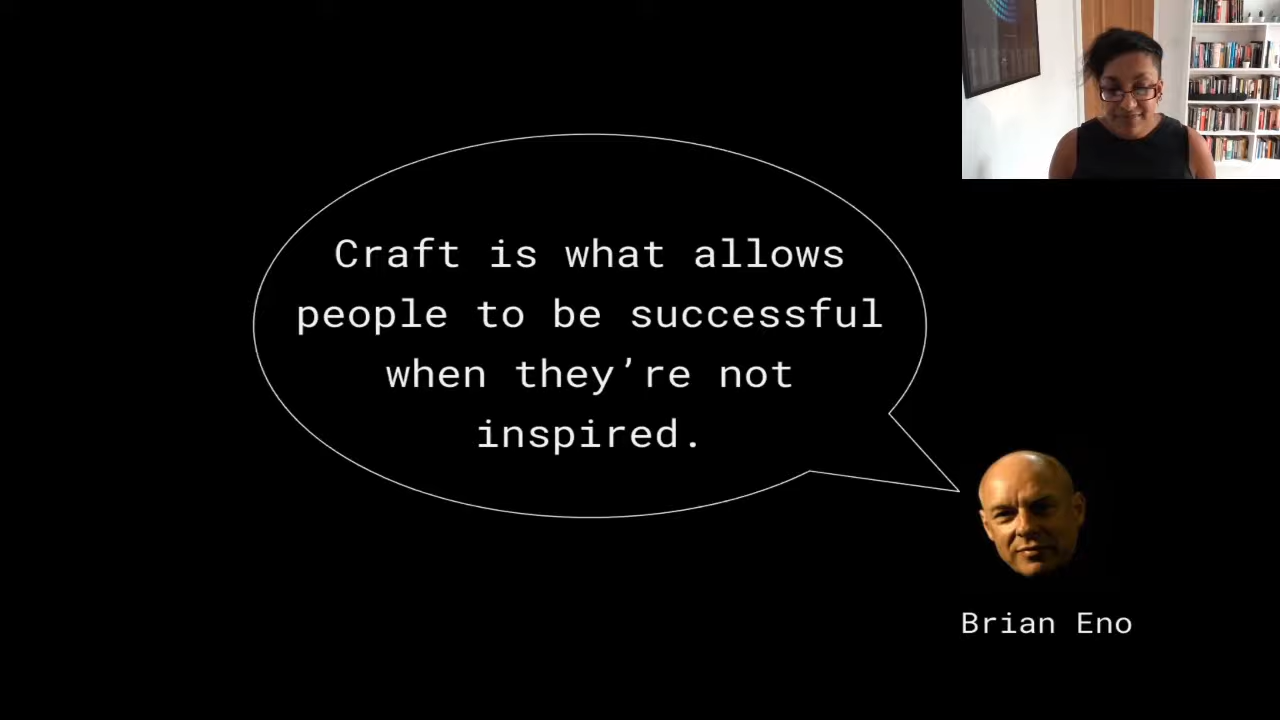 Craft is what allows
people to be successful
when they’re not
inspired.
Brian Eno